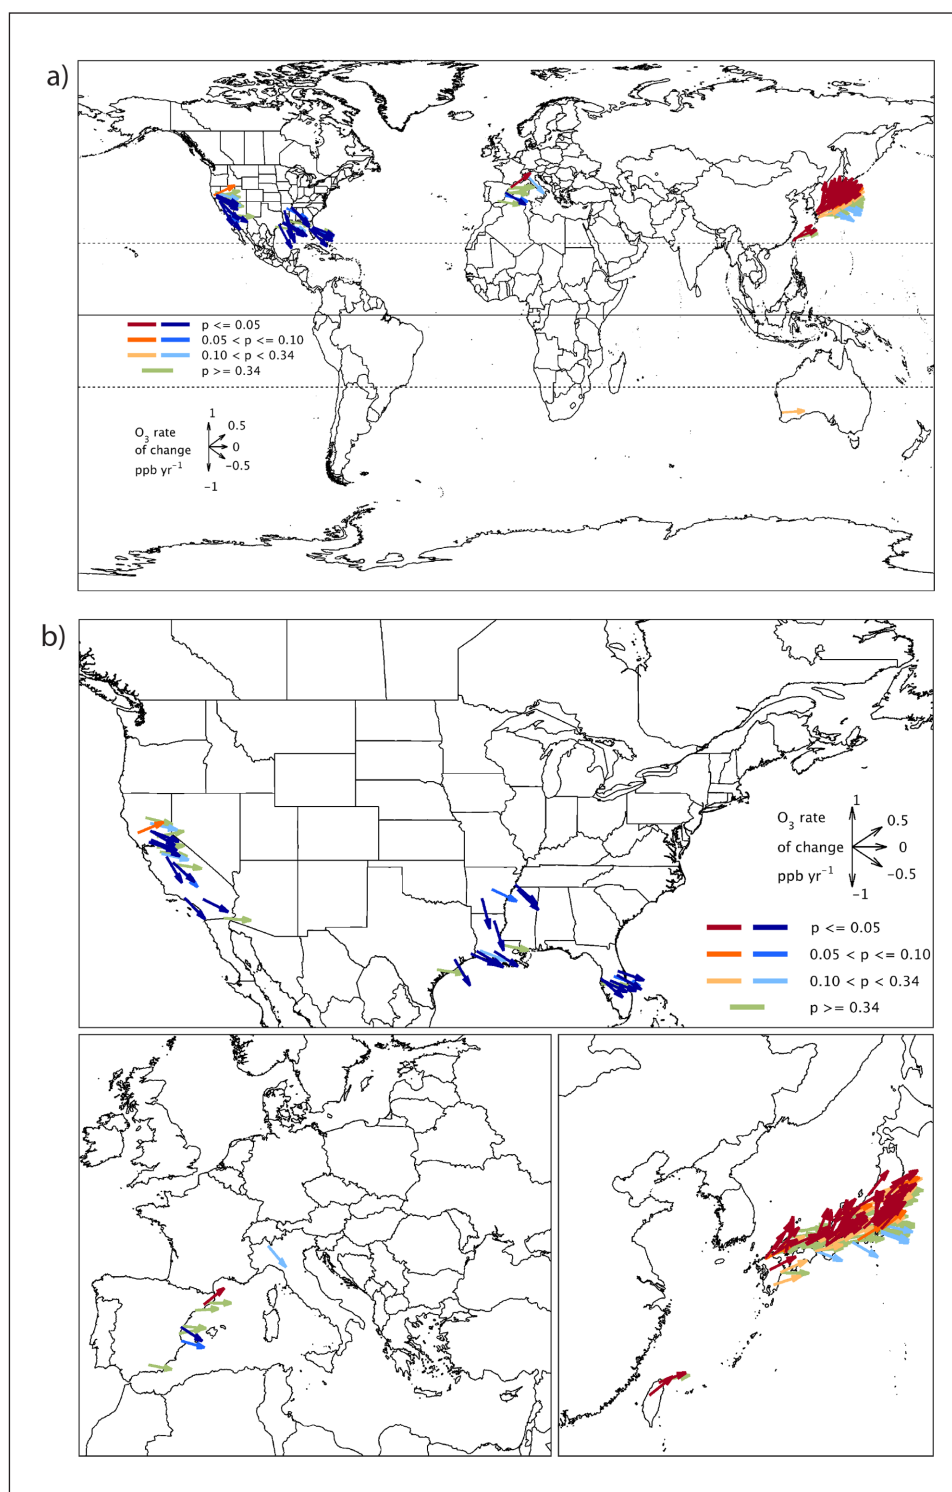 a)
p <= 0.05
0.05 < p <= 0.10
0.10 < p < 0.34
p >= 0.34
1
0.5
O₃ rate
of change
0
ppb yr⁻¹
-0.5
-1
b)
1
O₃ rate
0.5
of change
0
ppb yr⁻¹
-0.5
-1
p <= 0.05
0.05 < p <= 0.10
0.10 < p < 0.34
p >= 0.34